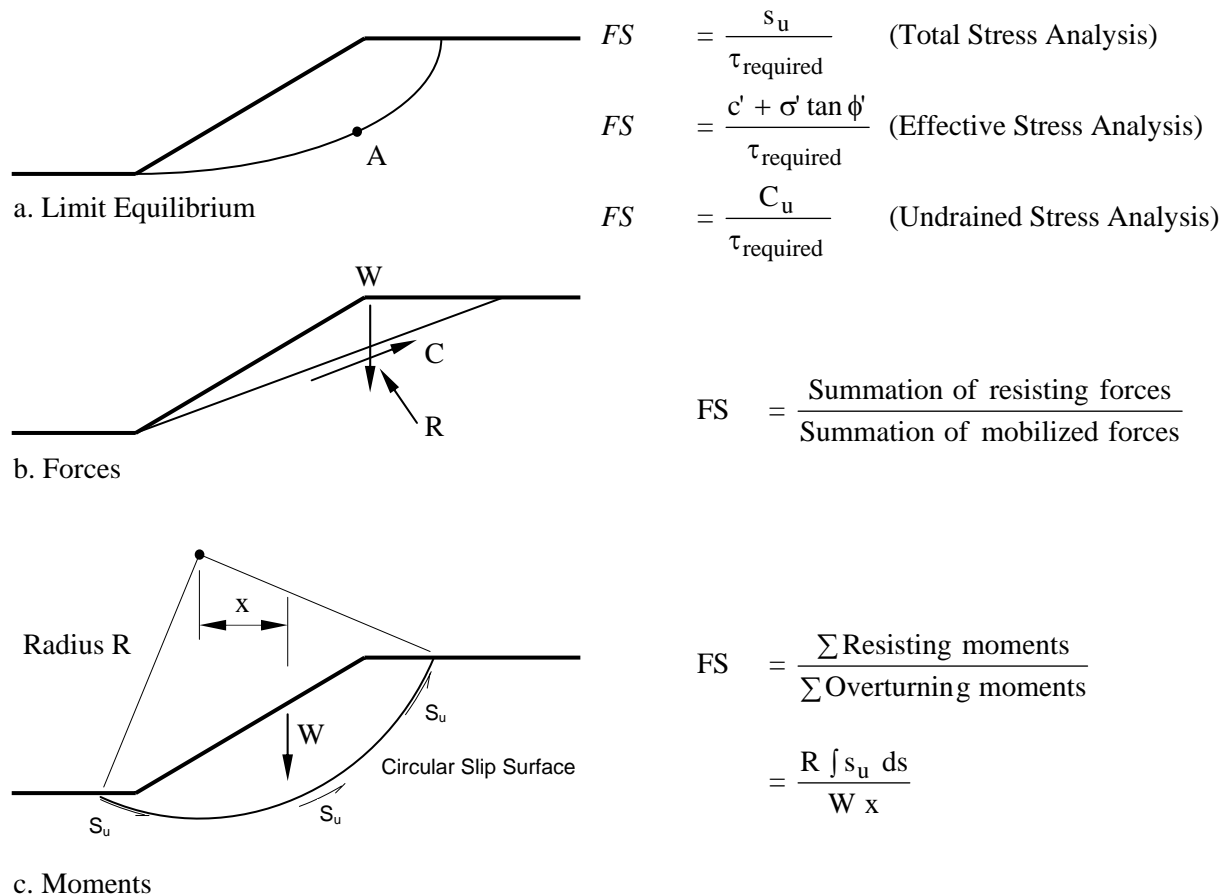 FS = s_u / τ_required (Total Stress Analysis)
A
FS = c' + σ' tan φ' / τ_required (Effective Stress Analysis)
a. Limit Equilibrium
FS = C_u / τ_required (Undrained Stress Analysis)
W
C
R
FS = Summation of resisting forces / Summation of mobilized forces
b. Forces
x
Radius R
FS = ∑ Resisting moments / ∑ Overturning moments
S_u
W
Circular Slip Surface
S_u
S_u
= R ∫ s_u ds / W x
c. Moments